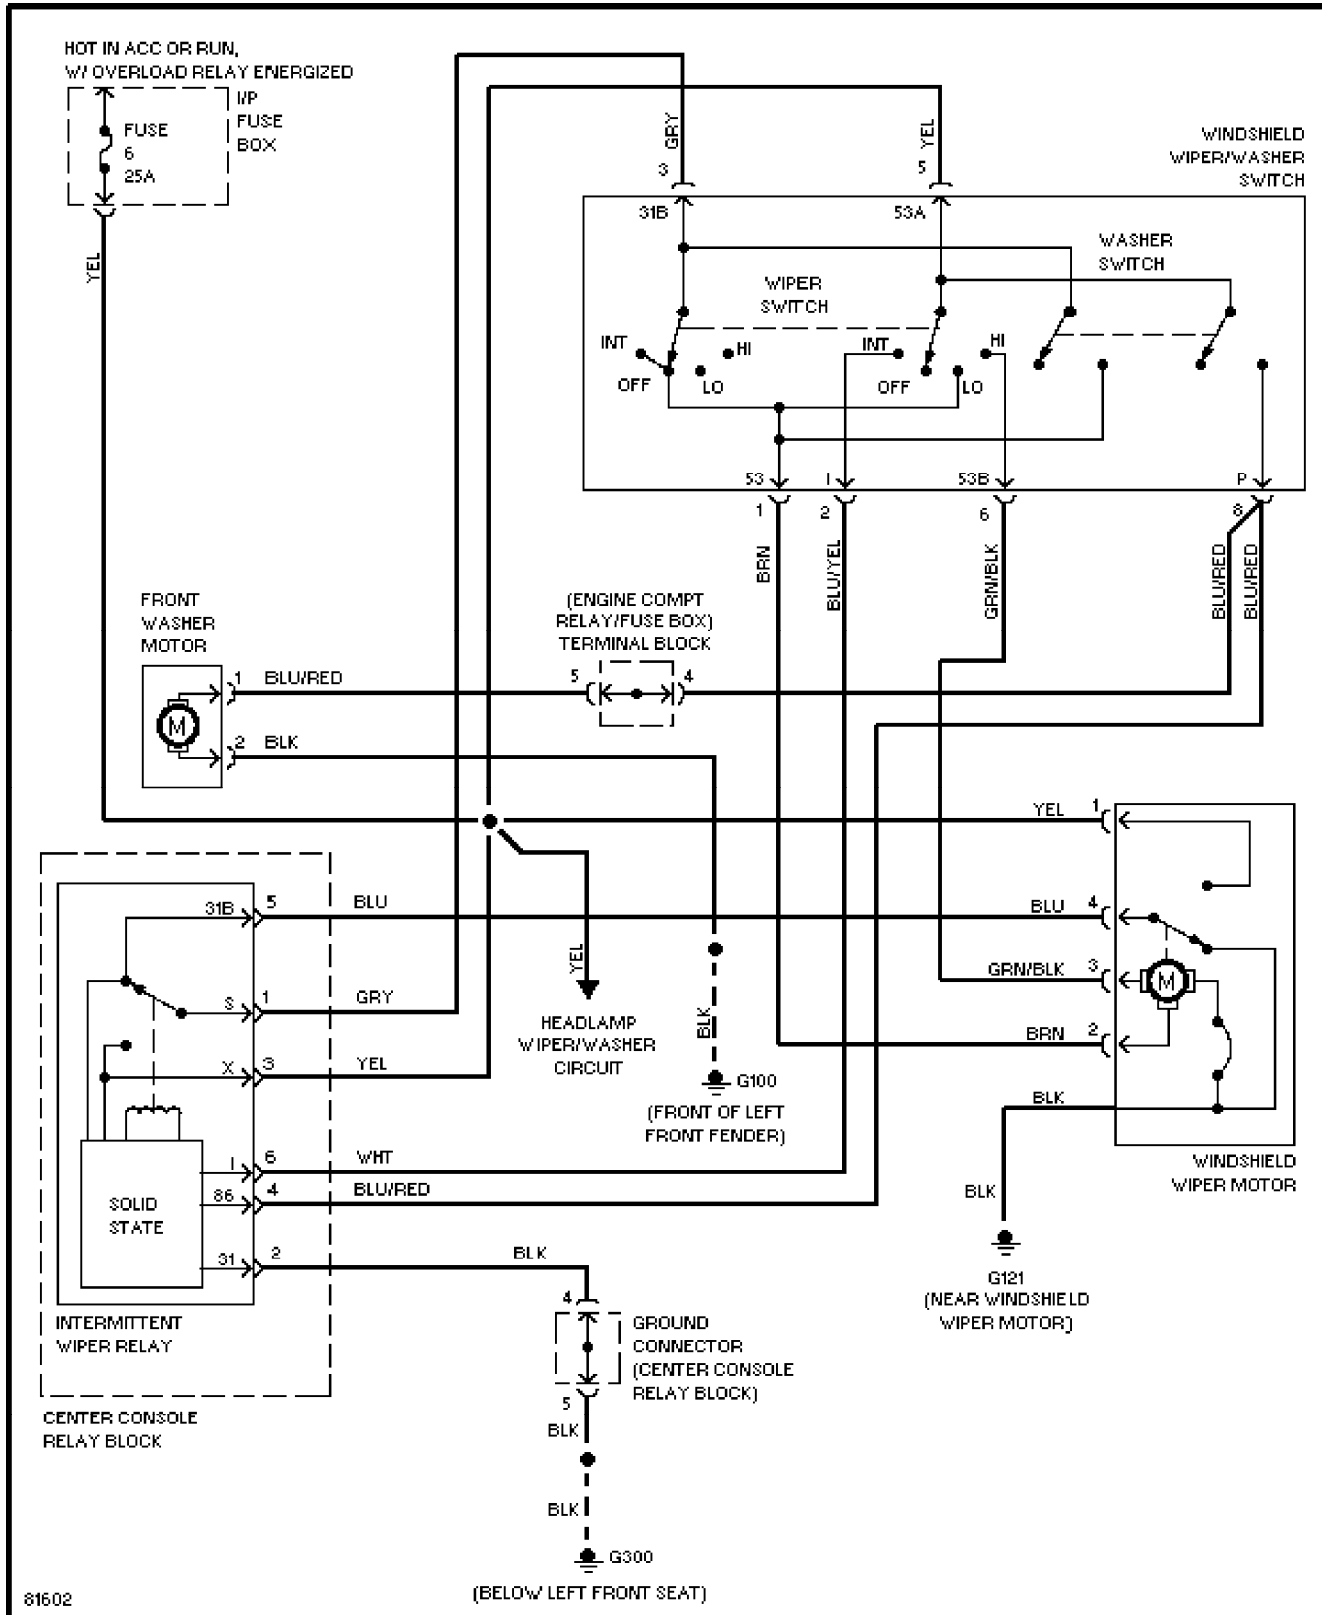 HOT IN ACC OR RUN,
W/ OVERLOAD RELAY ENERGIZED
I/P
FUSE
BOX
FUSE
6
25A
YEL
GRY
YEL
3
5
WINDSHIELD
WIPER/WASHER
SWITCH
31B
53A
WASHER
SWITCH
WIPER
SWITCH
INT
HI
OFF
LO
INT
HI
OFF
LO
53
I
53B
P
1
2
6
8
BRN
BLU/YEL
GRN/BLK
BLU/RED
BLU/RED
FRONT
WASHER
MOTOR
(ENGINE COMPT
RELAY/FUSE BOX)
TERMINAL BLOCK
1
BLU/RED
5
4
M
2
BLK
YEL
1
31B
5
BLU
BLU
4
YEL
S
1
GRY
GRN/BLK
3
M
HEADLAMP
WIPER/WASHER
CIRCUIT
BLK
BRN
2
X
3
YEL
G100
(FRONT OF LEFT
FRONT FENDER)
BLK
I
6
WHT
WINDSHIELD
WIPER MOTOR
86
4
BLU/RED
SOLID
STATE
BLK
31
2
BLK
G121
(NEAR WINDSHIELD
WIPER MOTOR)
INTERMITTENT
WIPER RELAY
4
GROUND
CONNECTOR
(CENTER CONSOLE
RELAY BLOCK)
5
CENTER CONSOLE
RELAY BLOCK
BLK
BLK
G300
(BELOW LEFT FRONT SEAT)
81602